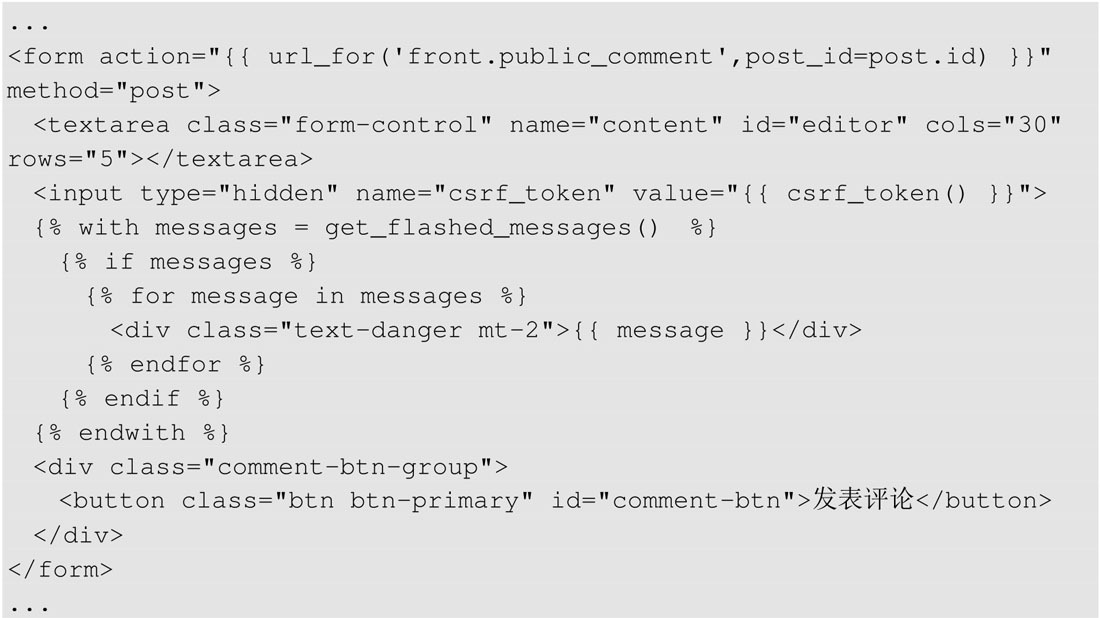 ...
<form action="{{ url_for('front.public_comment',post_id=post.id) }}"
method="post">
  <textarea class="form-control" name="content" id="editor" cols="30"
rows="5"></textarea>
  <input type="hidden" name="csrf_token" value="{{ csrf_token() }}">
  {% with messages = get_flashed_messages()  %}
    {% if messages %}
      {% for message in messages %}
        <div class="text-danger mt-2">{{ message }}</div>
      {% endfor %}
    {% endif %}
  {% endwith %}
  <div class="comment-btn-group">
    <button class="btn btn-primary" id="comment-btn">发表评论</button>
  </div>
</form>
...